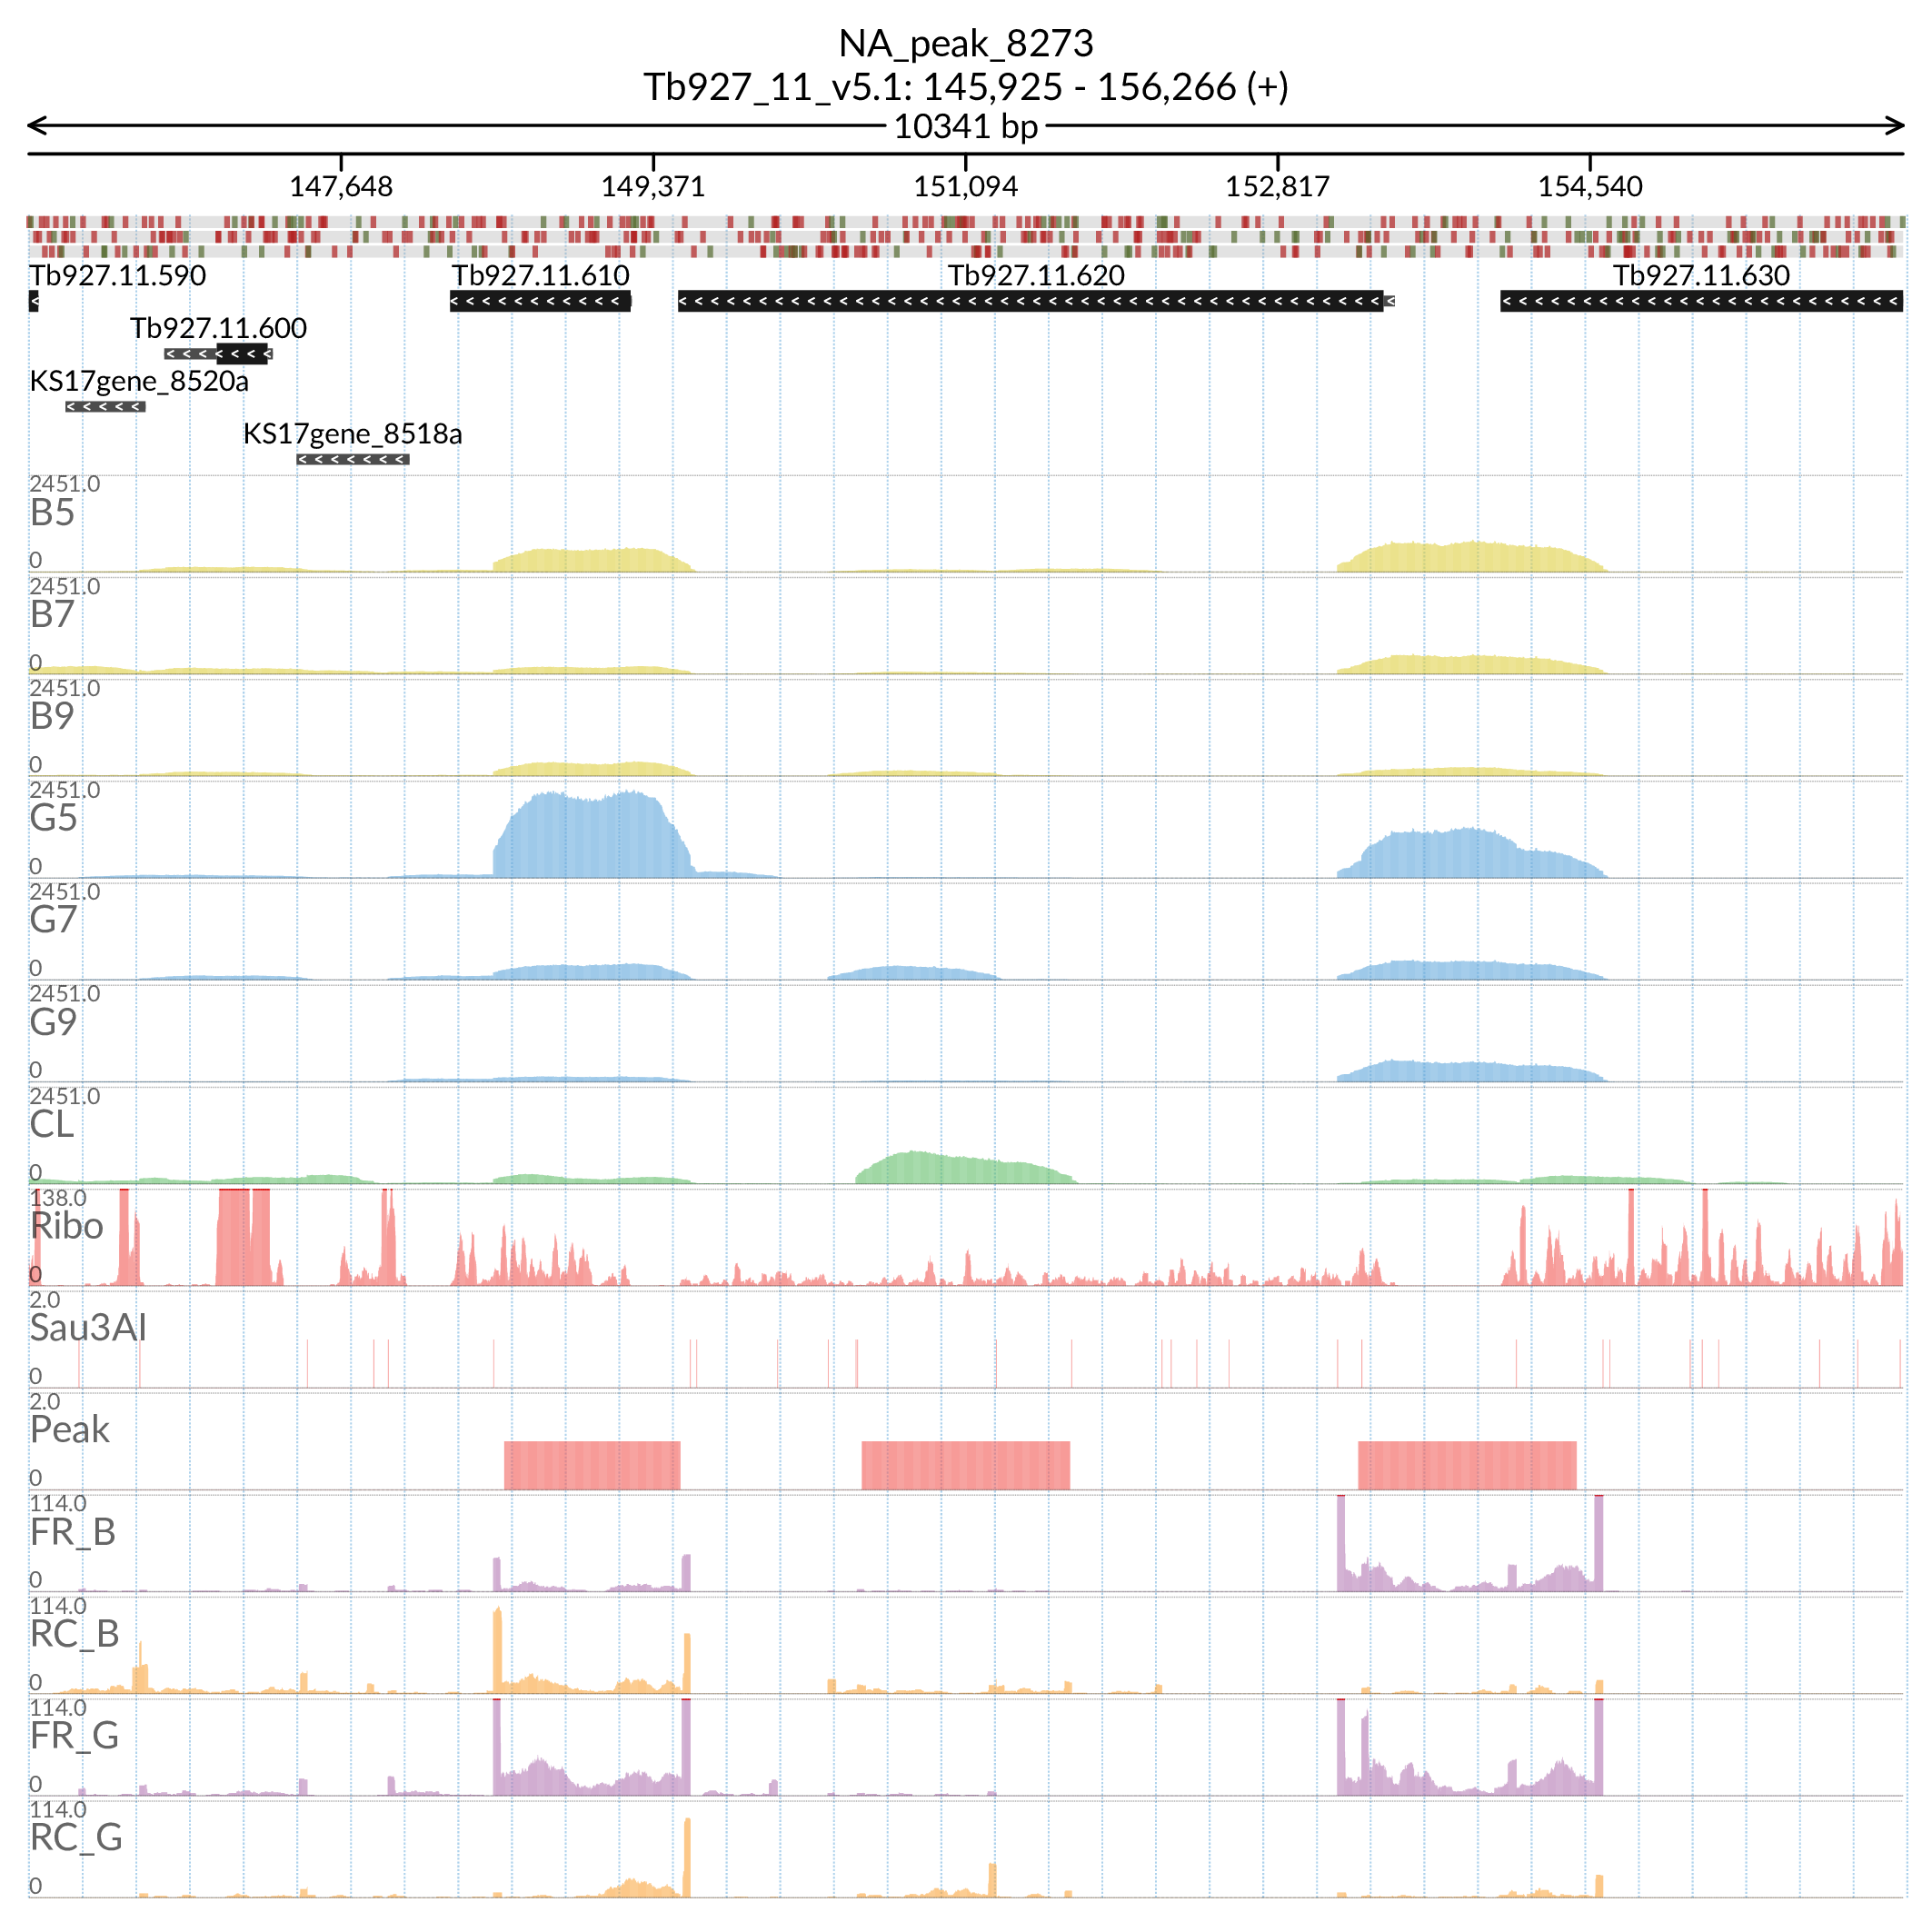 NA_peak_8273
Tb927_11_v5.1: 145,925 - 156,266 (+)
10341 bp
147,648 149,371 151,094 152,817 154,540
Tb927.11.590 Tb927.11.610 Tb927.11.620 Tb927.11.630
Tb927.11.600
KS17gene_8520a
KS17gene_8518a
2451.0
B5
0
2451.0
B7
0
2451.0
B9
0
2451.0
G5
0
2451.0
G7
0
2451.0
G9
0
2451.0
CL
0
138.0
Ribo
0
2.0
Sau3AI
0
2.0
Peak
0
114.0
FR_B
0
114.0
RC_B
0
114.0
FR_G
0
114.0
RC_G
0